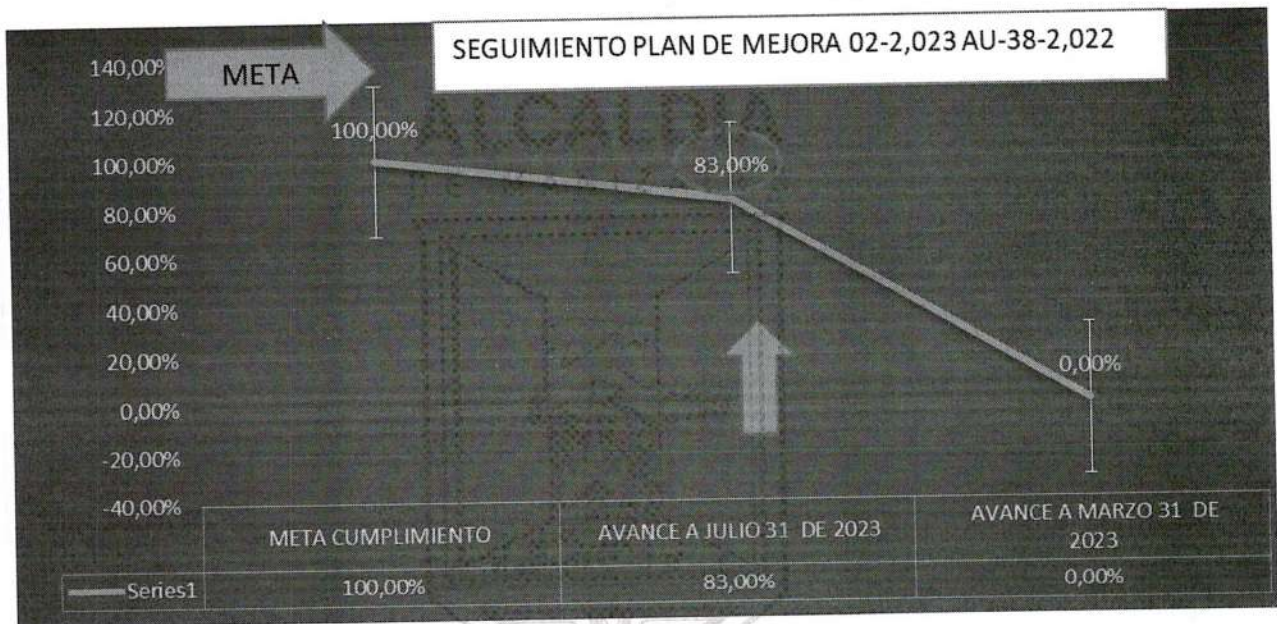 SEGUIMIENTO PLAN DE MEJORA 02-2,023 AU-38-2,022
META
140,00%
120,00%
100,00%
80,00%
60,00%
40,00%
20,00%
0,00%
-20,00%
-40,00%
ALCALDIA
100,00%
83,00%
0,00%
META CUMPLIMIENTO
AVANCE A JULIO 31 DE 2023
AVANCE A MARZO 31 DE
2023
Series1
100,00%
83,00%
0,00%